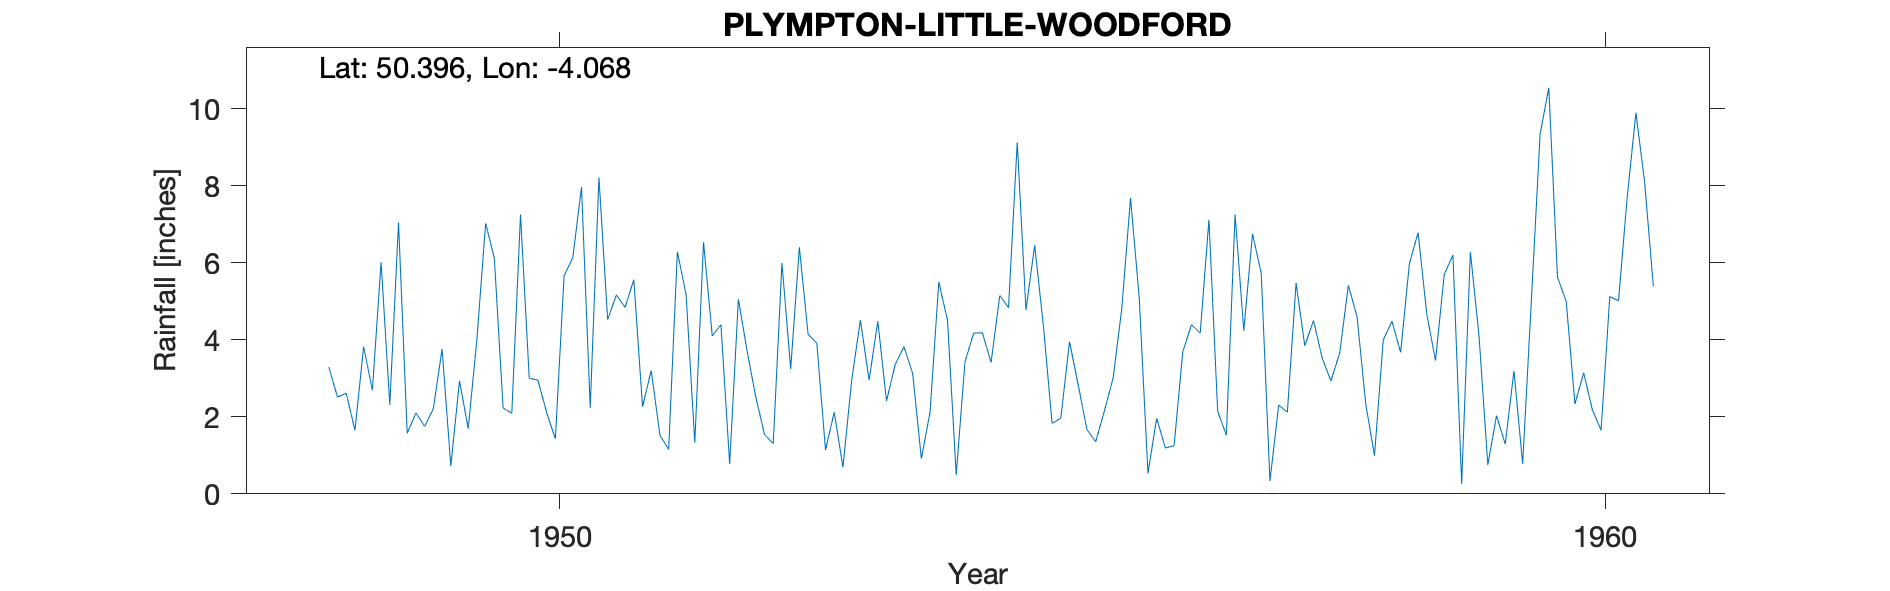 PLYMPTON-LITTLE-WOODFORD
Lat: 50.396, Lon: -4.068
10
8
6
4
2
0
Rainfall [inches]
1950
1960
Year